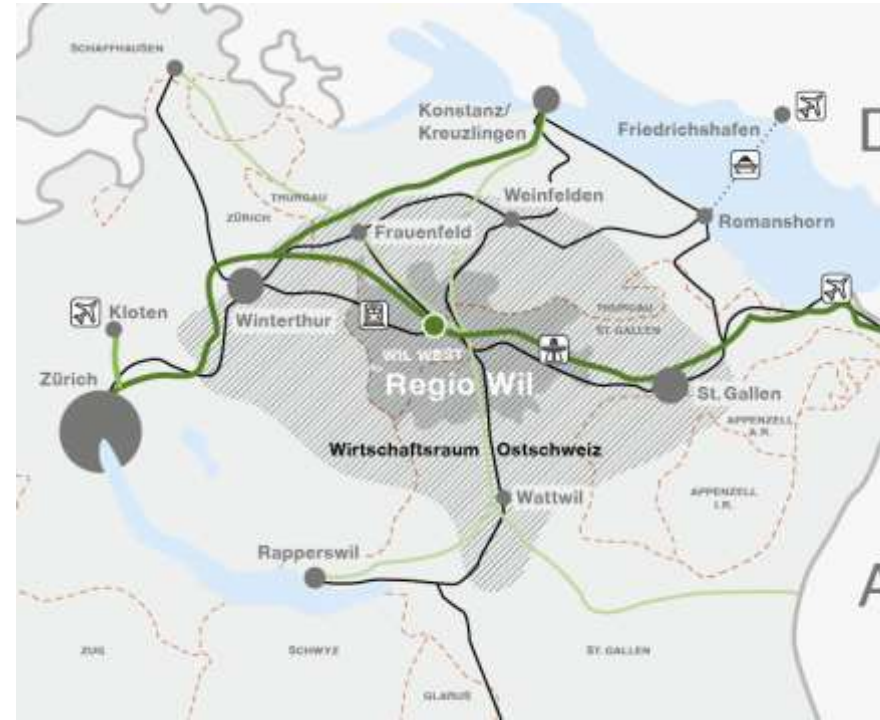 SCHAFFHAUSEN
Konstanz/
Kreuzlingen
Friedrichshafen
D
THURGAU
Weinfelden
ZÜRICH
Frauenfeld
Romanshorn
Kloten
Winterthur
THURGAU
ST. GALLEN
WIL WEST
Zürich
Regio Wil
St. Gallen
APPENZELL
A.R.
Wirtschaftsraum Ostschweiz
Wattwil
APPENZELL
I.R.
Rapperswil
A
ZUG
SCHWYZ
ST. GALLEN
GLARUS